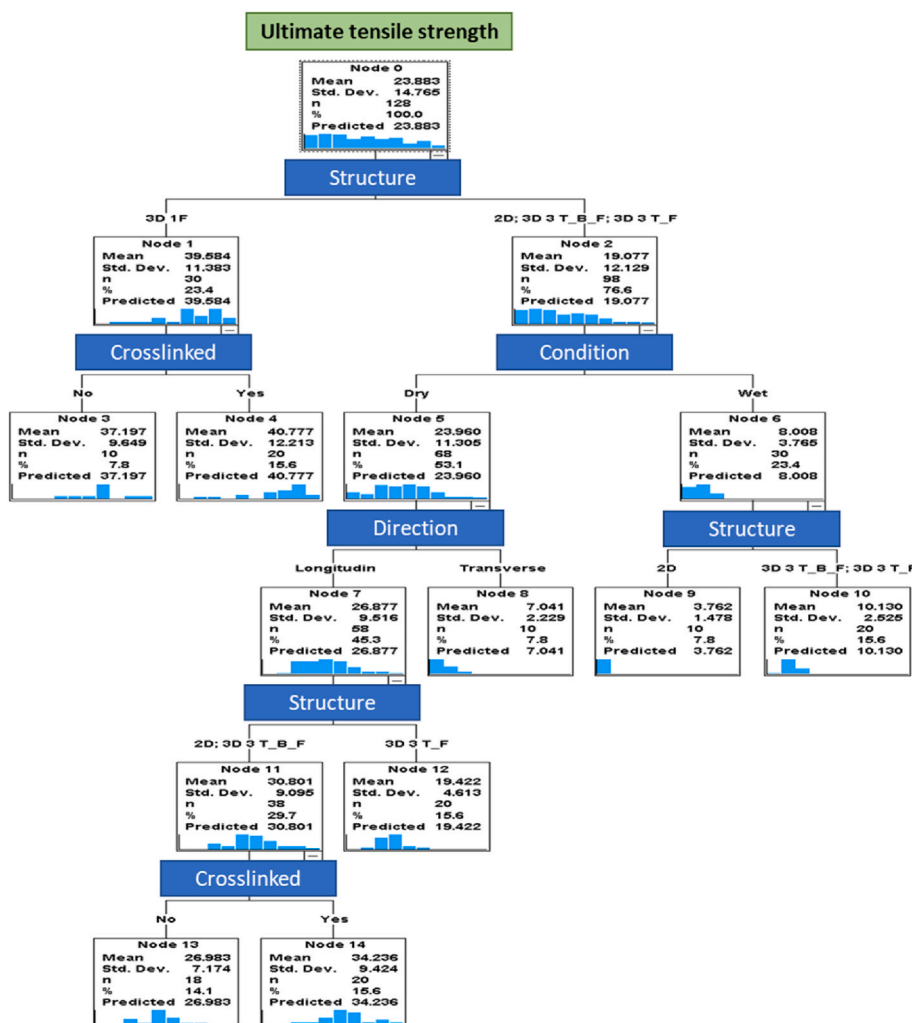 Ultimate tensile strength
Node 0
Mean 23.883
Std. Dev. 14.765
n 128
% 100.0
Predicted 23.883
Structure
3D 1F
2D; 3D 3 T_B_F; 3D 3 T_F
Node 1
Mean 39.584
Std. Dev. 11.383
n 30
% 23.4
Predicted 39.584
Node 2
Mean 19.077
Std. Dev. 12.129
n 98
% 76.6
Predicted 19.077
Crosslinked
Condition
No
Yes
Dry
Wet
Node 3
Mean 37.197
Std. Dev. 9.649
n 10
% 7.8
Predicted 37.197
Node 4
Mean 40.777
Std. Dev. 12.213
n 20
% 15.6
Predicted 40.777
Node 5
Mean 23.960
Std. Dev. 11.305
n 68
% 53.1
Predicted 23.960
Node 6
Mean 8.008
Std. Dev. 3.765
n 30
% 23.4
Predicted 8.008
Direction
Structure
Longitudin
Transverse
2D
3D 3 T_B_F; 3D 3 T_F
Node 7
Mean 26.877
Std. Dev. 9.516
n 58
% 45.3
Predicted 26.877
Node 8
Mean 7.041
Std. Dev. 2.229
n 10
% 7.8
Predicted 7.041
Node 9
Mean 3.762
Std. Dev. 1.478
n 10
% 7.8
Predicted 3.762
Node 10
Mean 10.130
Std. Dev. 2.525
n 20
% 15.6
Predicted 10.130
Structure
2D; 3D 3 T_B_F
3D 3 T_F
Node 11
Mean 30.801
Std. Dev. 9.095
n 38
% 29.7
Predicted 30.801
Node 12
Mean 19.422
Std. Dev. 4.613
n 20
% 15.6
Predicted 19.422
Crosslinked
No
Yes
Node 13
Mean 26.983
Std. Dev. 7.174
n 18
% 14.1
Predicted 26.983
Node 14
Mean 34.236
Std. Dev. 9.424
n 20
% 15.6
Predicted 34.236